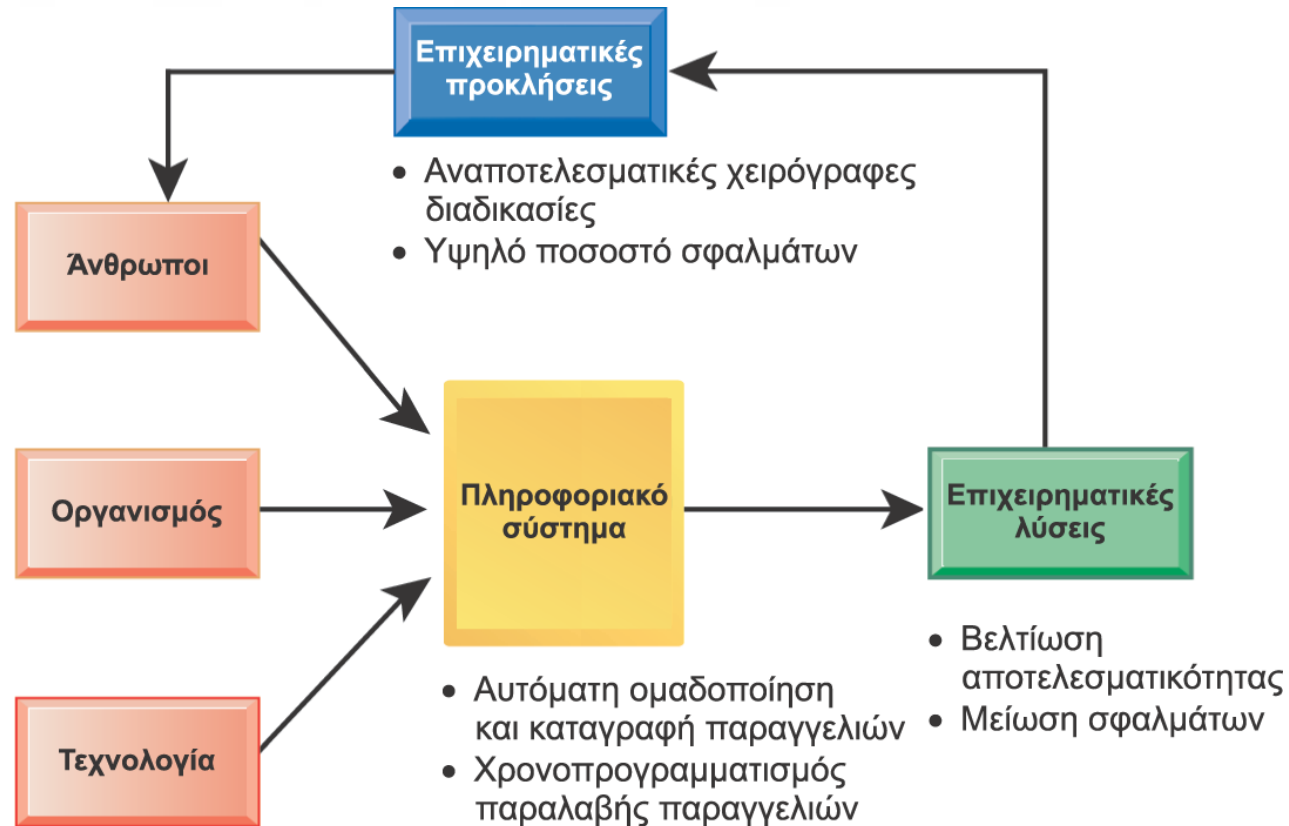 Επιχειρηματικές
προκλήσεις
• Αναποτελεσματικές χειρόγραφες
διαδικασίες
• Υψηλό ποσοστό σφαλμάτων
Άνθρωποι
Οργανισμός
Τεχνολογία
Πληροφοριακό
σύστημα
• Αυτόματη ομαδοποίηση
και καταγραφή παραγγελιών
• Χρονοπρογραμματισμός
παραλαβής παραγγελιών
Επιχειρηματικές
λύσεις
• Βελτίωση
αποτελεσματικότητας
• Μείωση σφαλμάτων